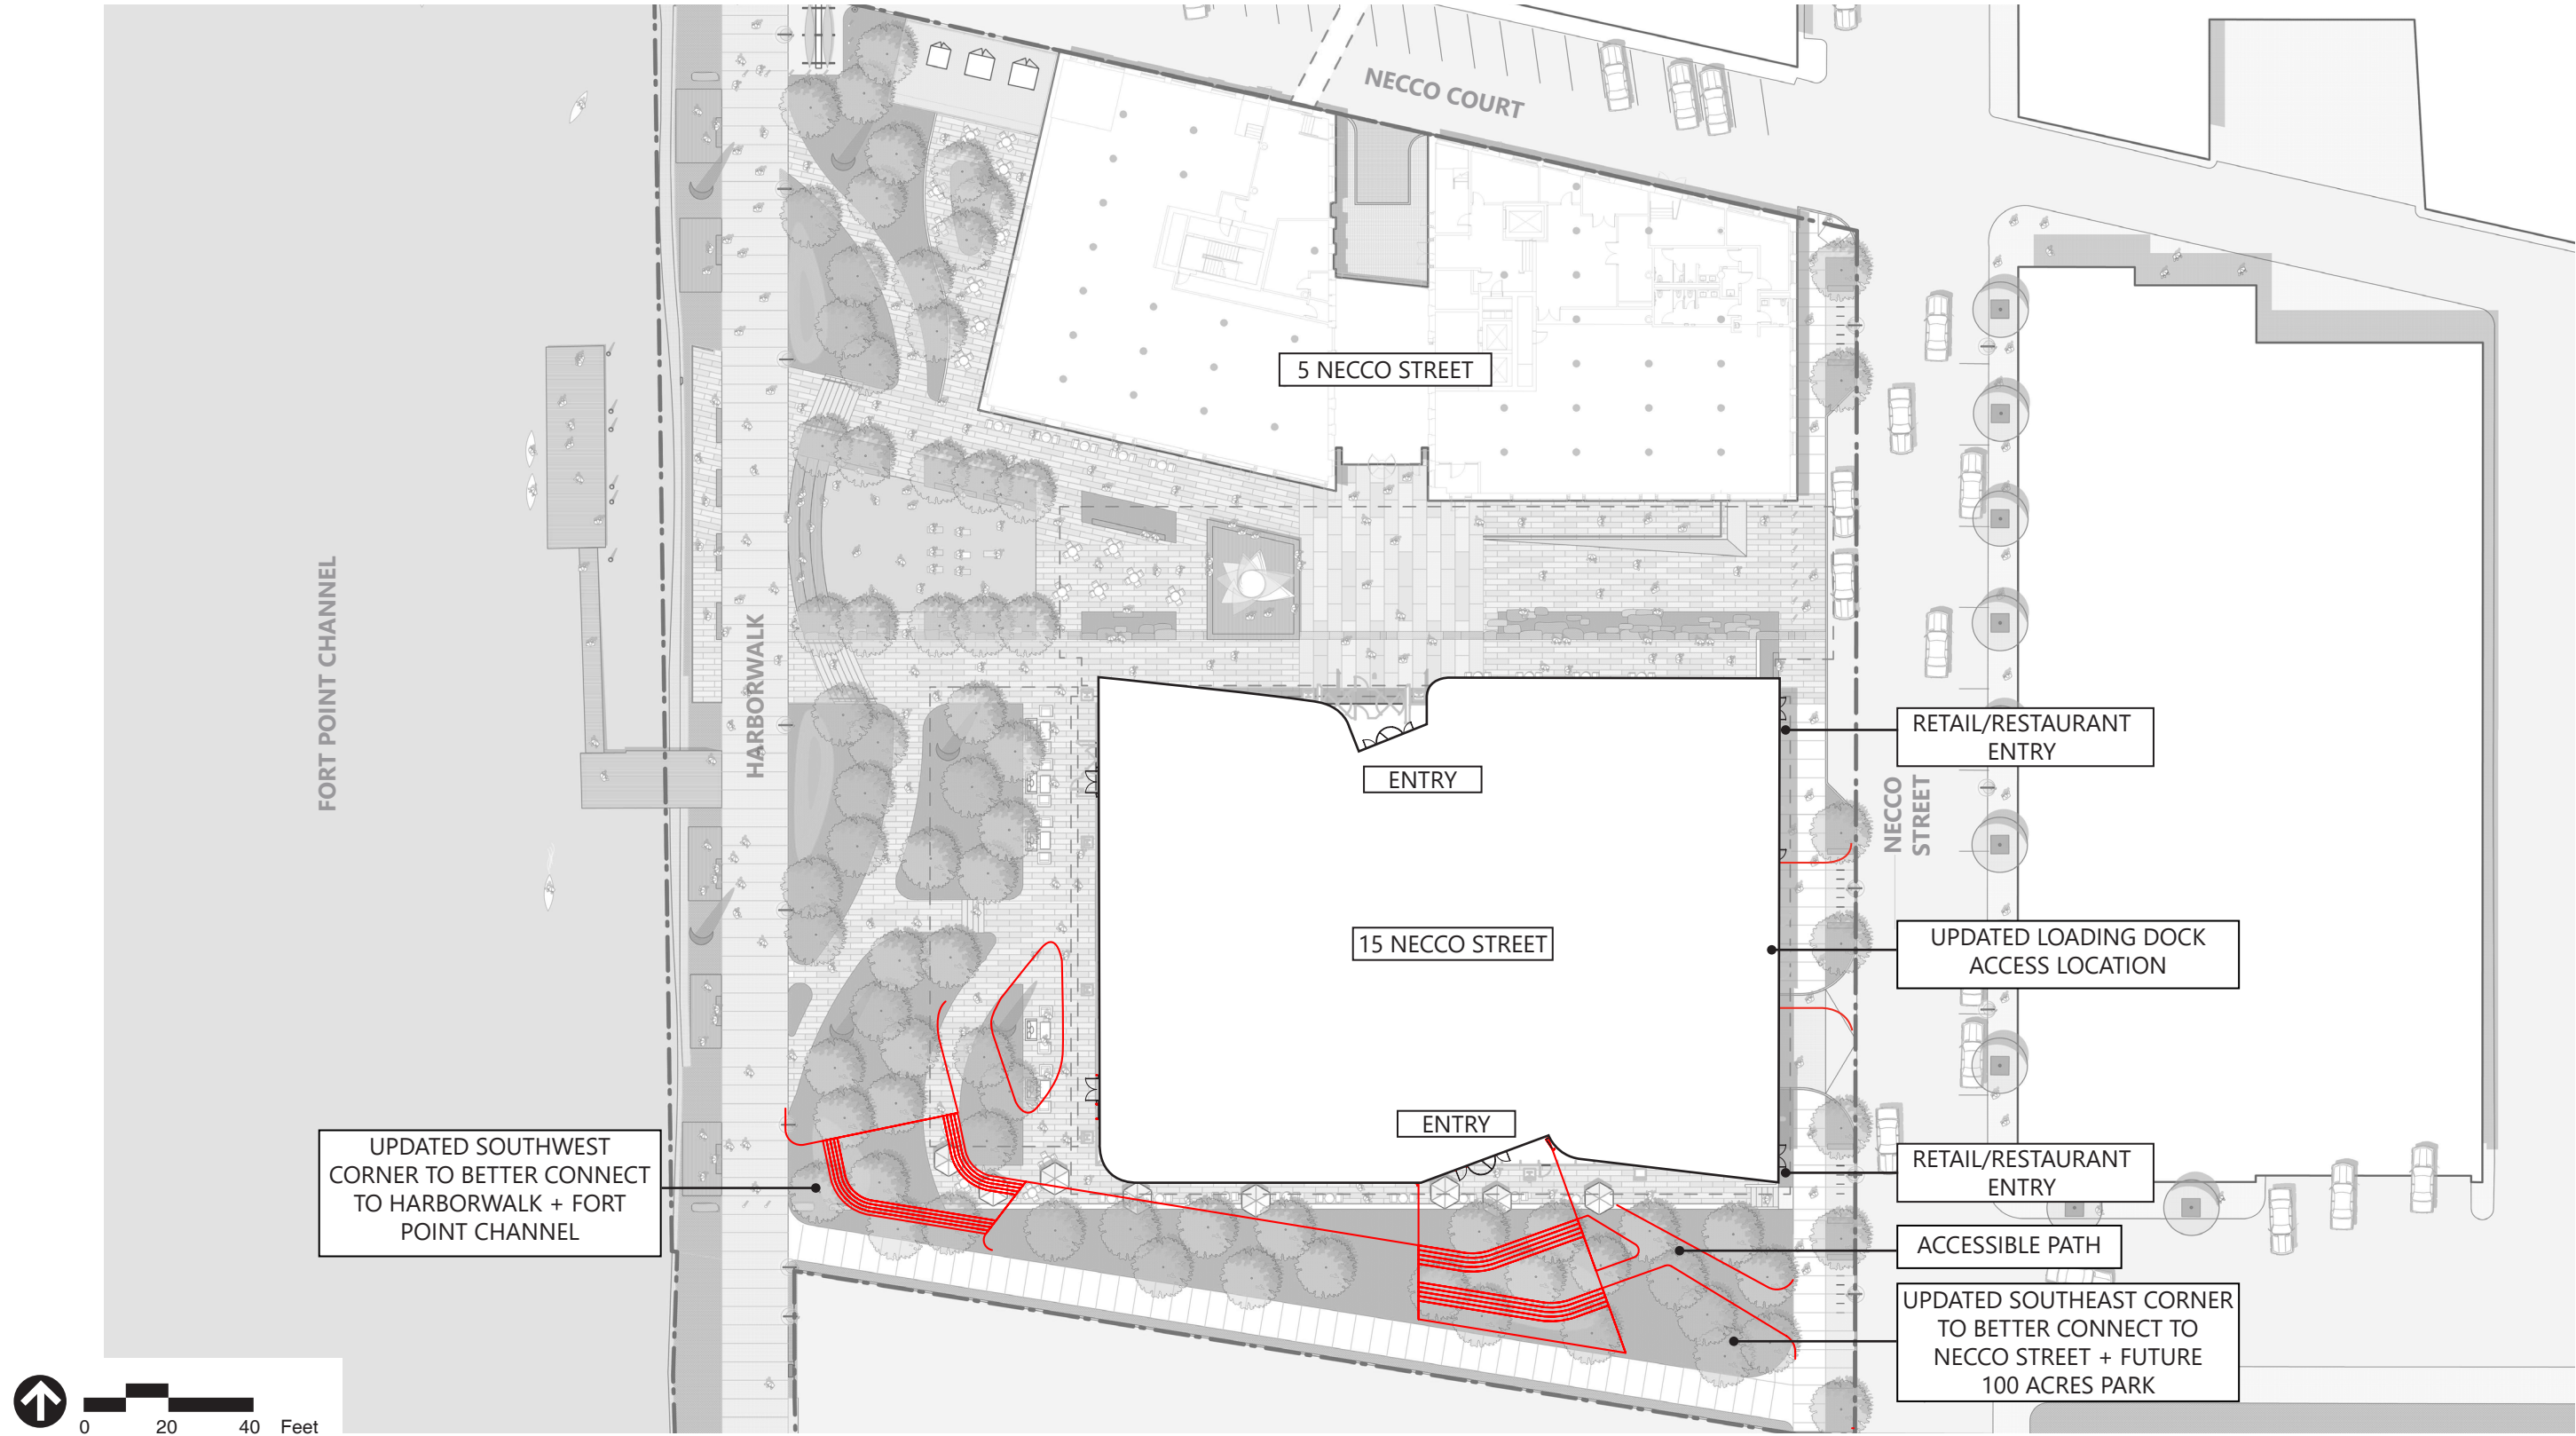 NECCO COURT
5 NECCO STREET
FORT POINT CHANNEL
HARBORWALK
RETAIL/RESTAURANT
ENTRY
ENTRY
NECCO
STREET
15 NECCO STREET
UPDATED LOADING DOCK
ACCESS LOCATION
ENTRY
UPDATED SOUTHWEST
CORNER TO BETTER CONNECT
TO HARBORWALK + FORT
POINT CHANNEL
RETAIL/RESTAURANT
ENTRY
ACCESSIBLE PATH
UPDATED SOUTHEAST CORNER
TO BETTER CONNECT TO
NECCO STREET + FUTURE
100 ACRES PARK
0 20 40 Feet